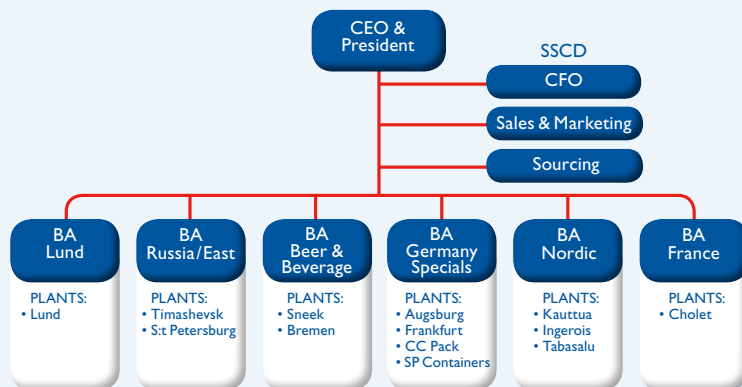 CEO &
President
SSCD
CFO
Sales & Marketing
Sourcing
BA
Lund
PLANTS:
• Lund
BA
Russia/East
PLANTS:
• Timashevsk
• S:t Petersburg
BA
Beer &
Beverage
PLANTS:
• Sneek
• Bremen
BA
Germany
Specials
PLANTS:
• Augsburg
• Frankfurt
• CC Pack
• SP Containers
BA
Nordic
PLANTS:
• Kauttua
• Ingerois
• Tabasalu
BA
France
PLANTS:
• Cholet